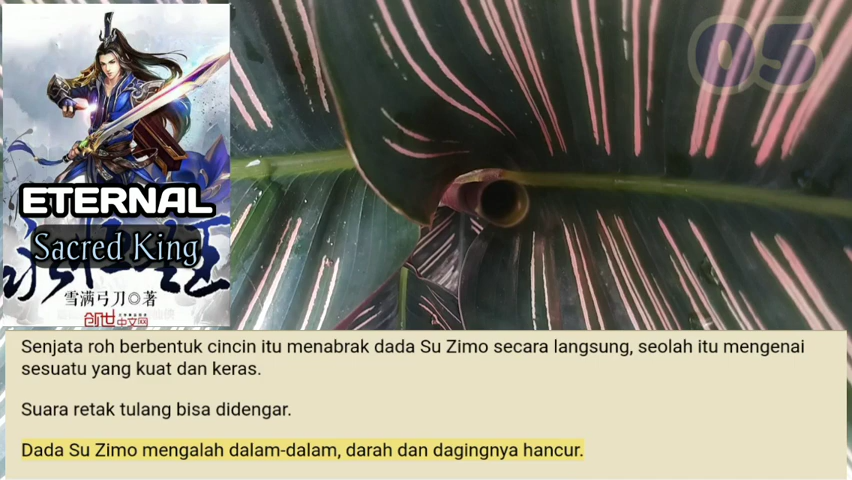 05
ETERNAL
Sacred King
雪满弓刀◎著
创世中文网
Senjata roh berbentuk cincin itu menabrak dada Su Zimo secara langsung, seolah itu mengenai
sesuatu yang kuat dan keras.
Suara retak tulang bisa didengar.
Dada Su Zimo mengalah dalam-dalam, darah dan dagingnya hancur.